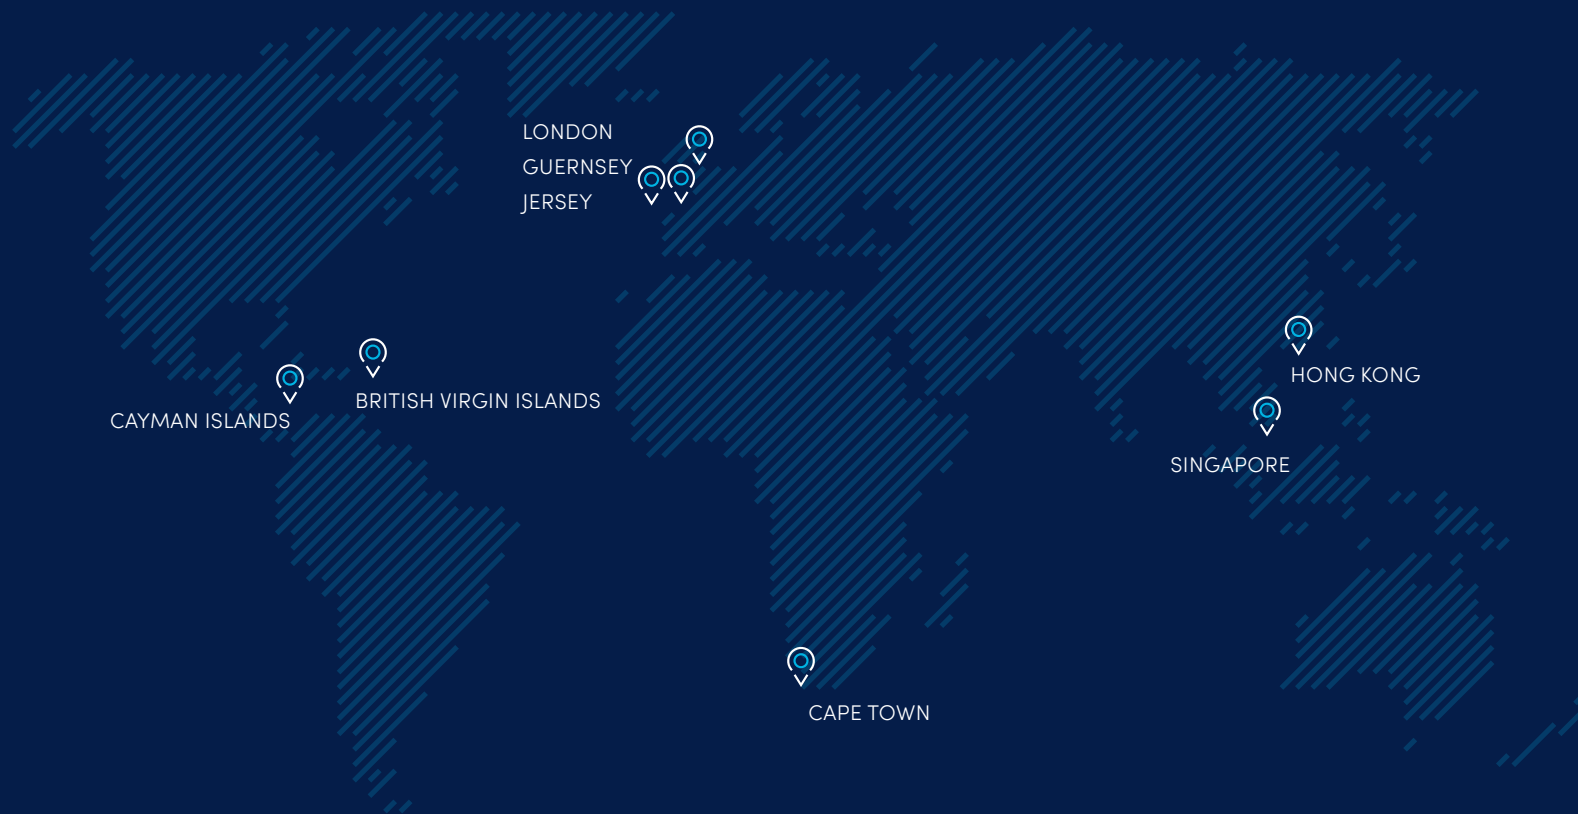 LONDON
GUERNSEY
JERSEY
HONG KONG
BRITISH VIRGIN ISLANDS
CAYMAN ISLANDS
SINGAPORE
CAPE TOWN